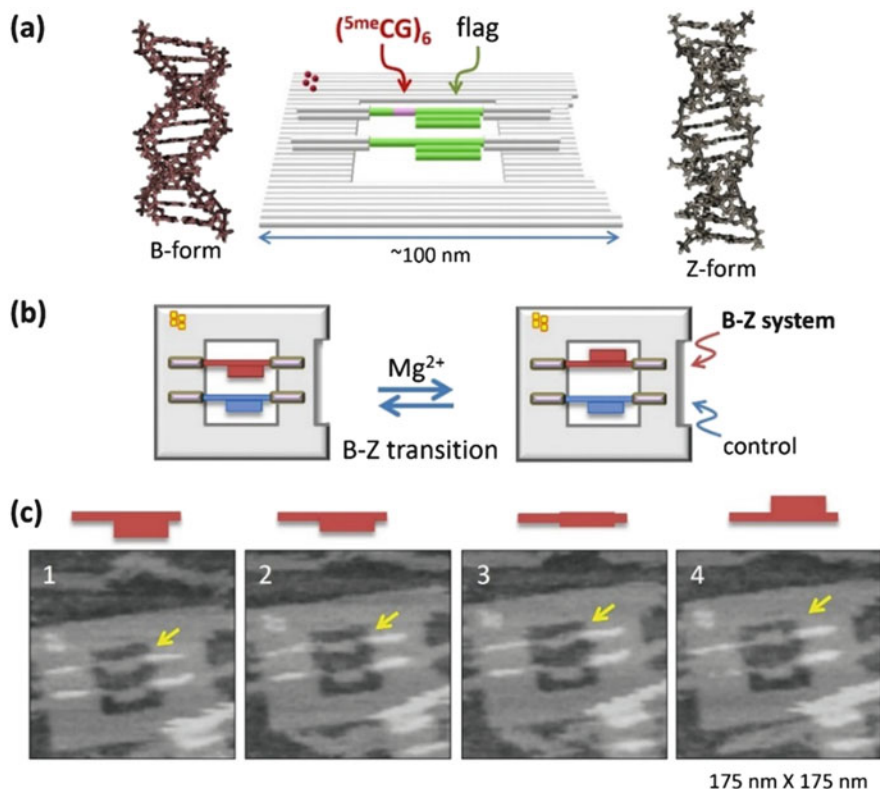 (a)
(5meCG)6
flag
B-form
~100 nm
Z-form
(b)
Mg2+
B-Z transition
B-Z system
control
(c)
1
2
3
4
175 nm X 175 nm